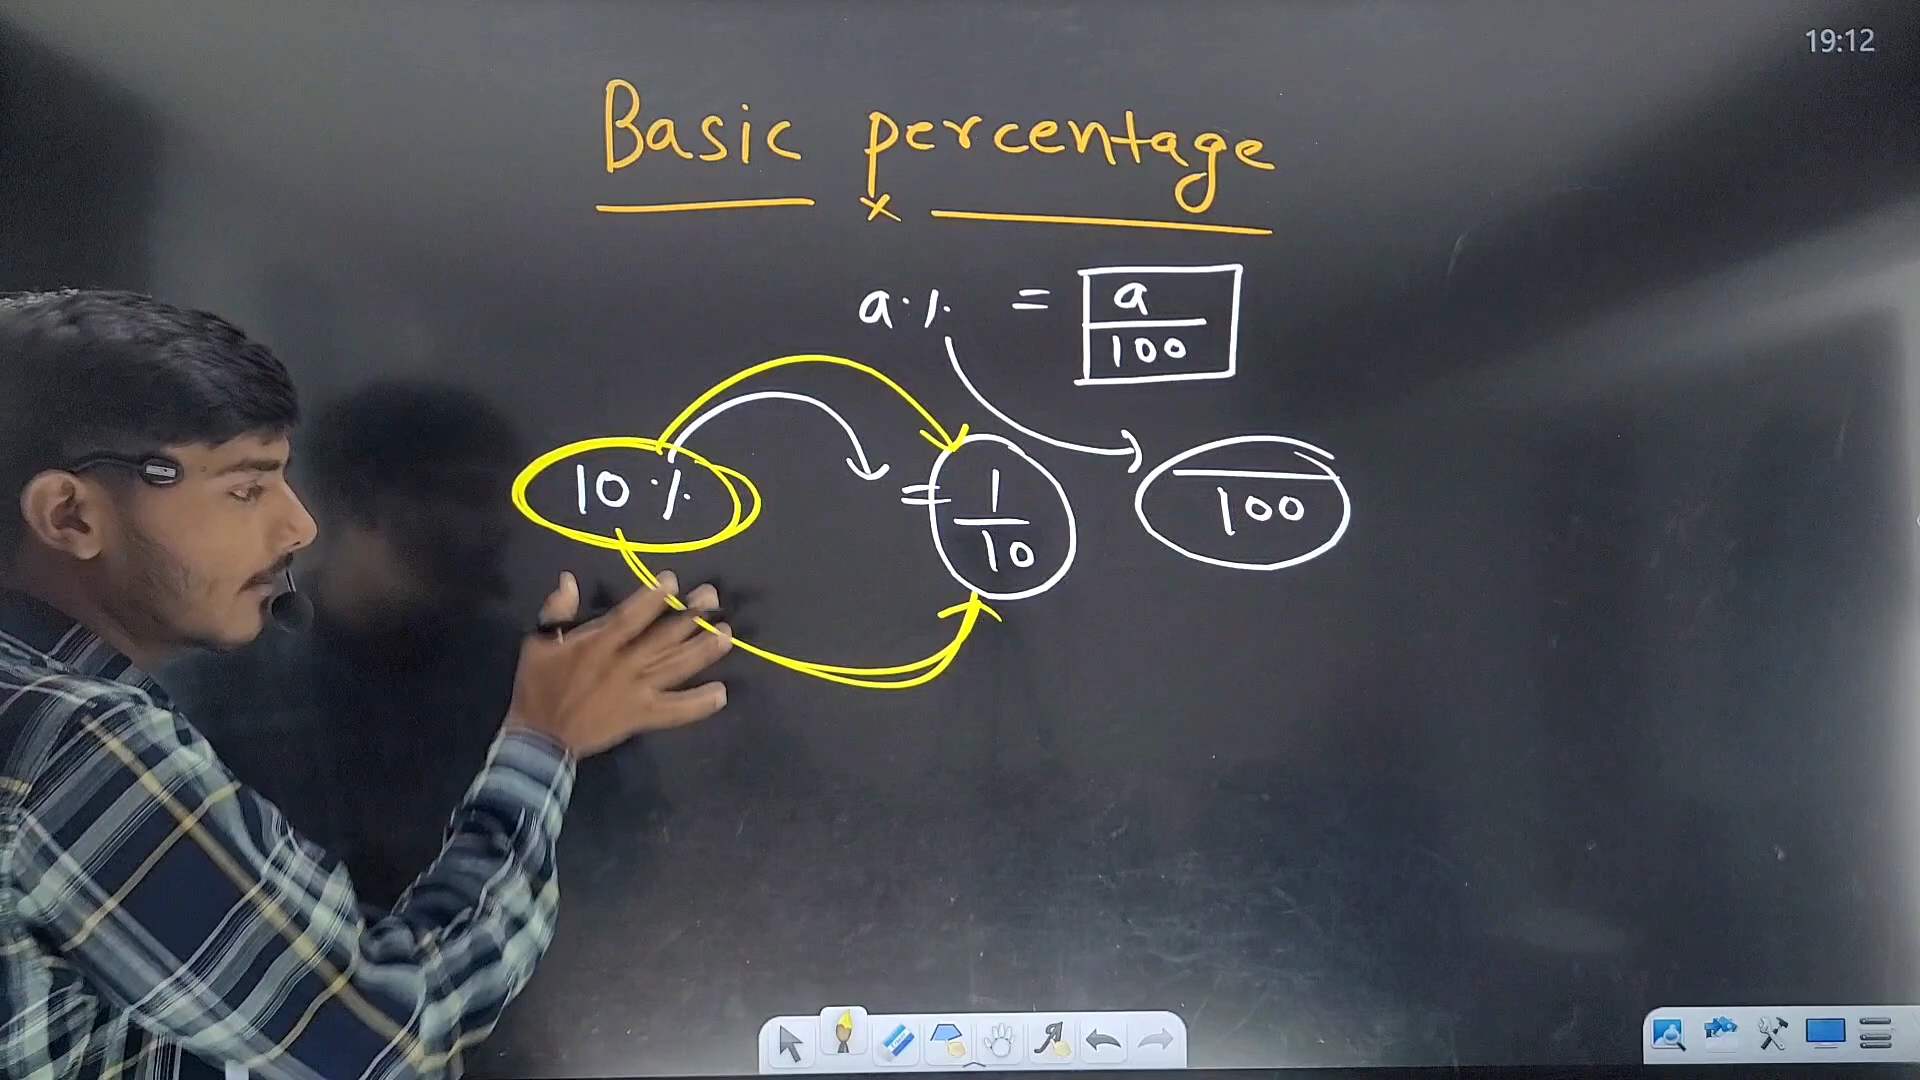 19:12
Basic percentage
a% = a/100
10% = 1/10
/100